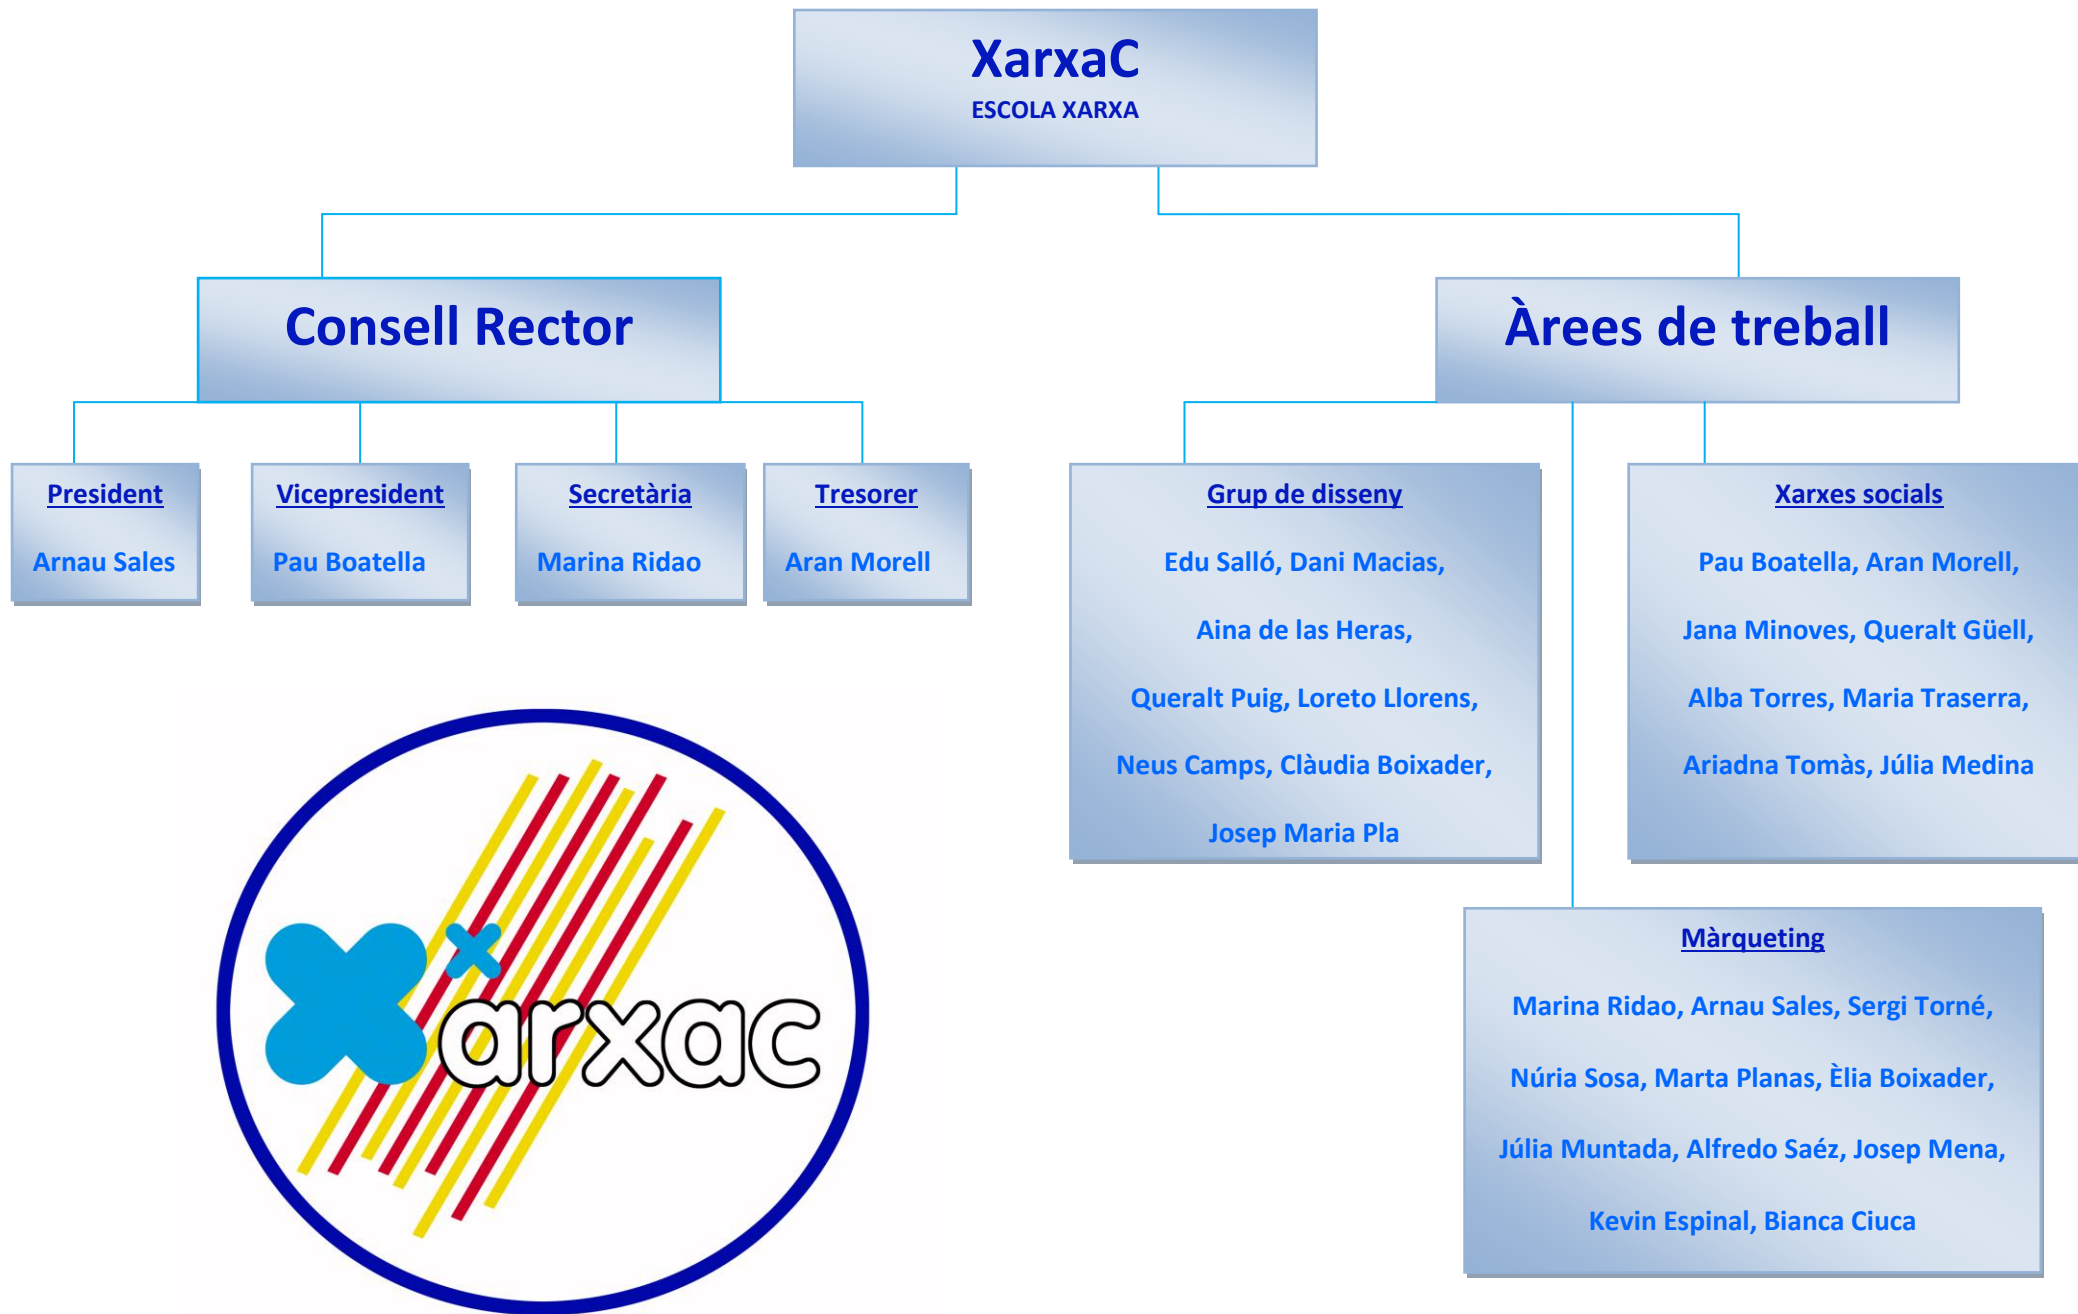 XarxaC
ESCOLA XARXA
Consell Rector
Àrees de treball
President
Arnau Sales
Vicepresident
Pau Boatella
Secretària
Marina Ridao
Tresorer
Aran Morell
Grup de disseny
Edu Salló, Dani Macias,
Aina de las Heras,
Queralt Puig, Loreto Llorens,
Neus Camps, Clàudia Boixader,
Josep Maria Pla
Xarxes socials
Pau Boatella, Aran Morell,
Jana Minoves, Queralt Güell,
Alba Torres, Maria Traserra,
Ariadna Tomàs, Júlia Medina
Màrqueting
Marina Ridao, Arnau Sales, Sergi Torné,
Núria Sosa, Marta Planas, Èlia Boixader,
Júlia Muntada, Alfredo Saéz, Josep Mena,
Kevin Espinal, Bianca Ciuca
Xarxac